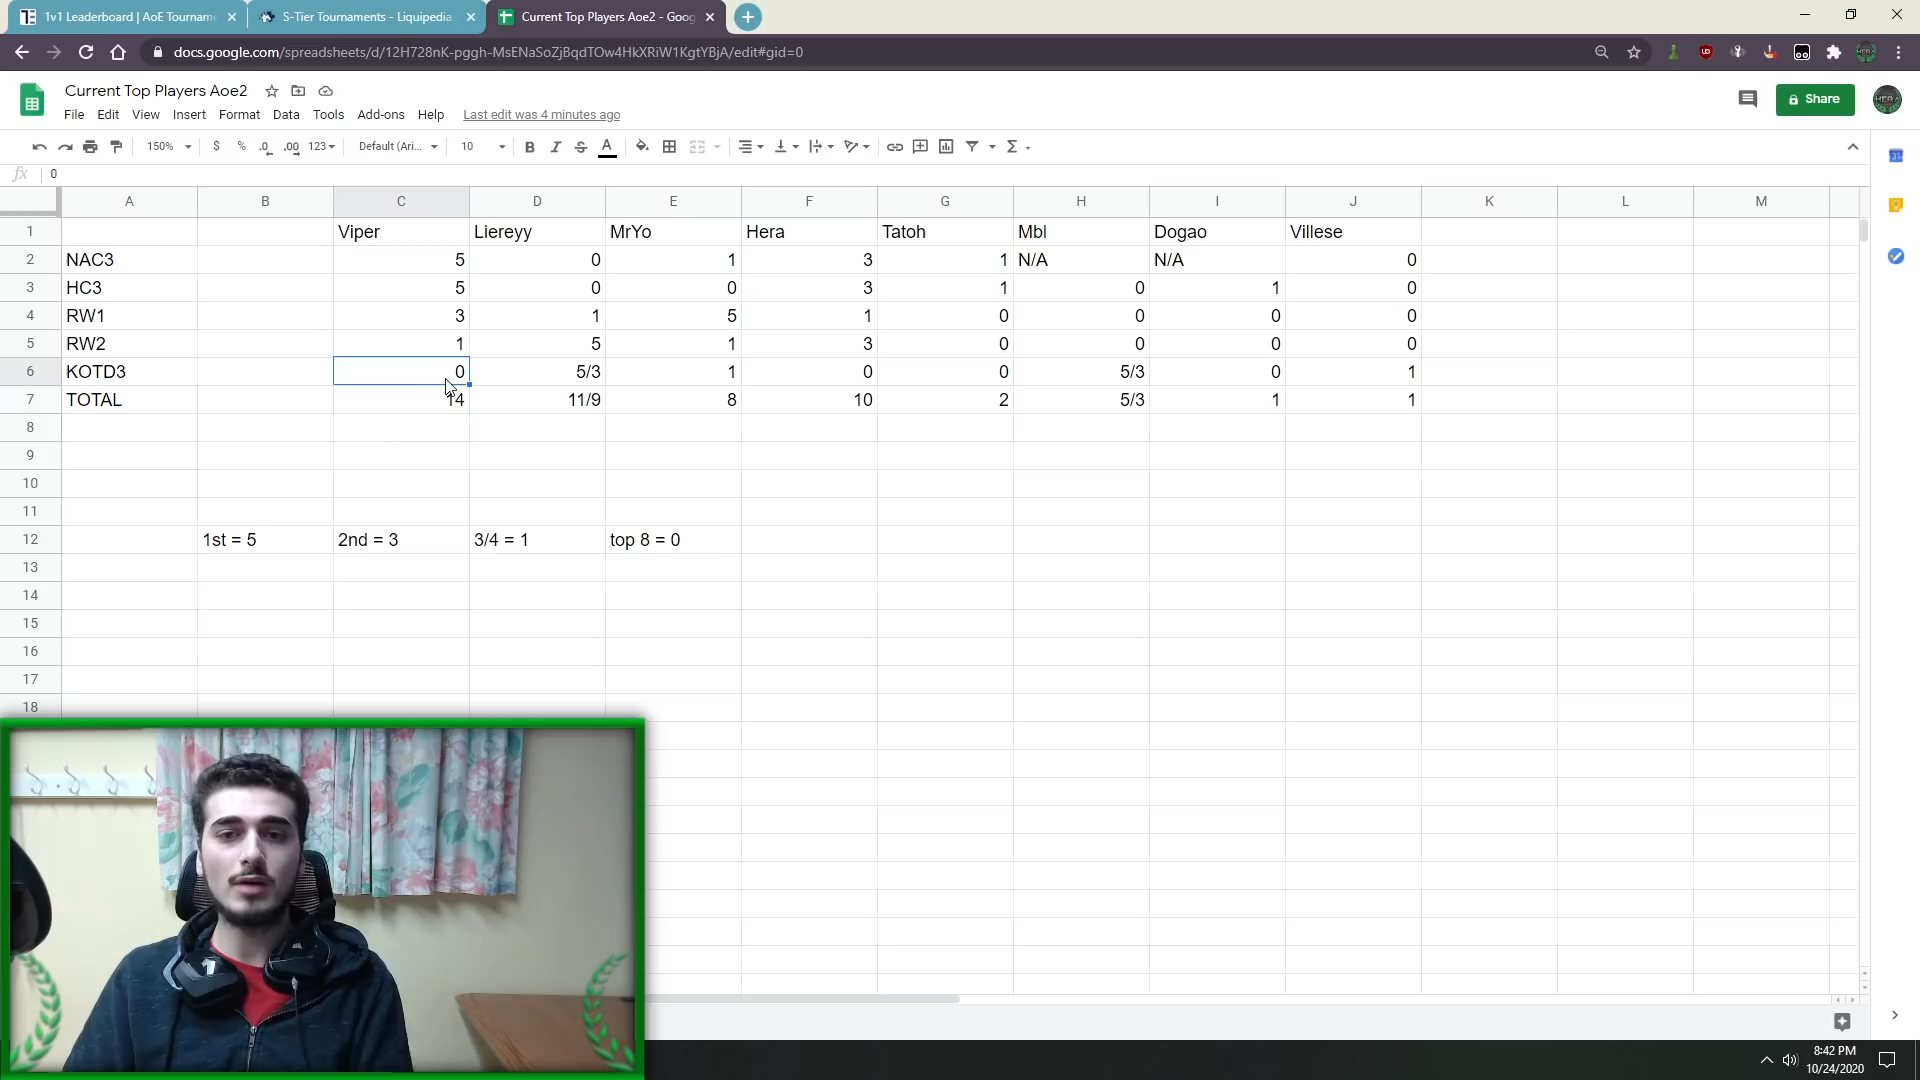 1v1 Leaderboard | AoE Tourname
S-Tier Tournaments - Liquipedia
Current Top Players Aoe2 - Goog
docs.google.com/spreadsheets/d/12H728nK-pggh-MsENaSoZjBqdTOw4HkXRiW1KgtYBjA/edit#gid=0
Current Top Players Aoe2
Share
File Edit View Insert Format Data Tools Add-ons Help Last edit was 4 minutes ago
150% $ % .0 .00 123 Default (Ari... 10 B I S A Σ
fx 0
A B C D E F G H I J K L M
1 Viper Liereyy MrYo Hera Tatoh Mbl Dogao Villese
2 NAC3 5 0 1 3 1 N/A N/A 0
3 HC3 5 0 0 3 1 0 1 0
4 RW1 3 1 5 1 0 0 0 0
5 RW2 1 5 1 3 0 0 0 0
6 KOTD3 0 5/3 1 0 0 5/3 0 1
7 TOTAL 14 11/9 8 10 2 5/3 1 1
8
9
10
11
12 1st = 5 2nd = 3 3/4 = 1 top 8 = 0
13
14
15
16
17
18
8:42 PM
10/24/2020